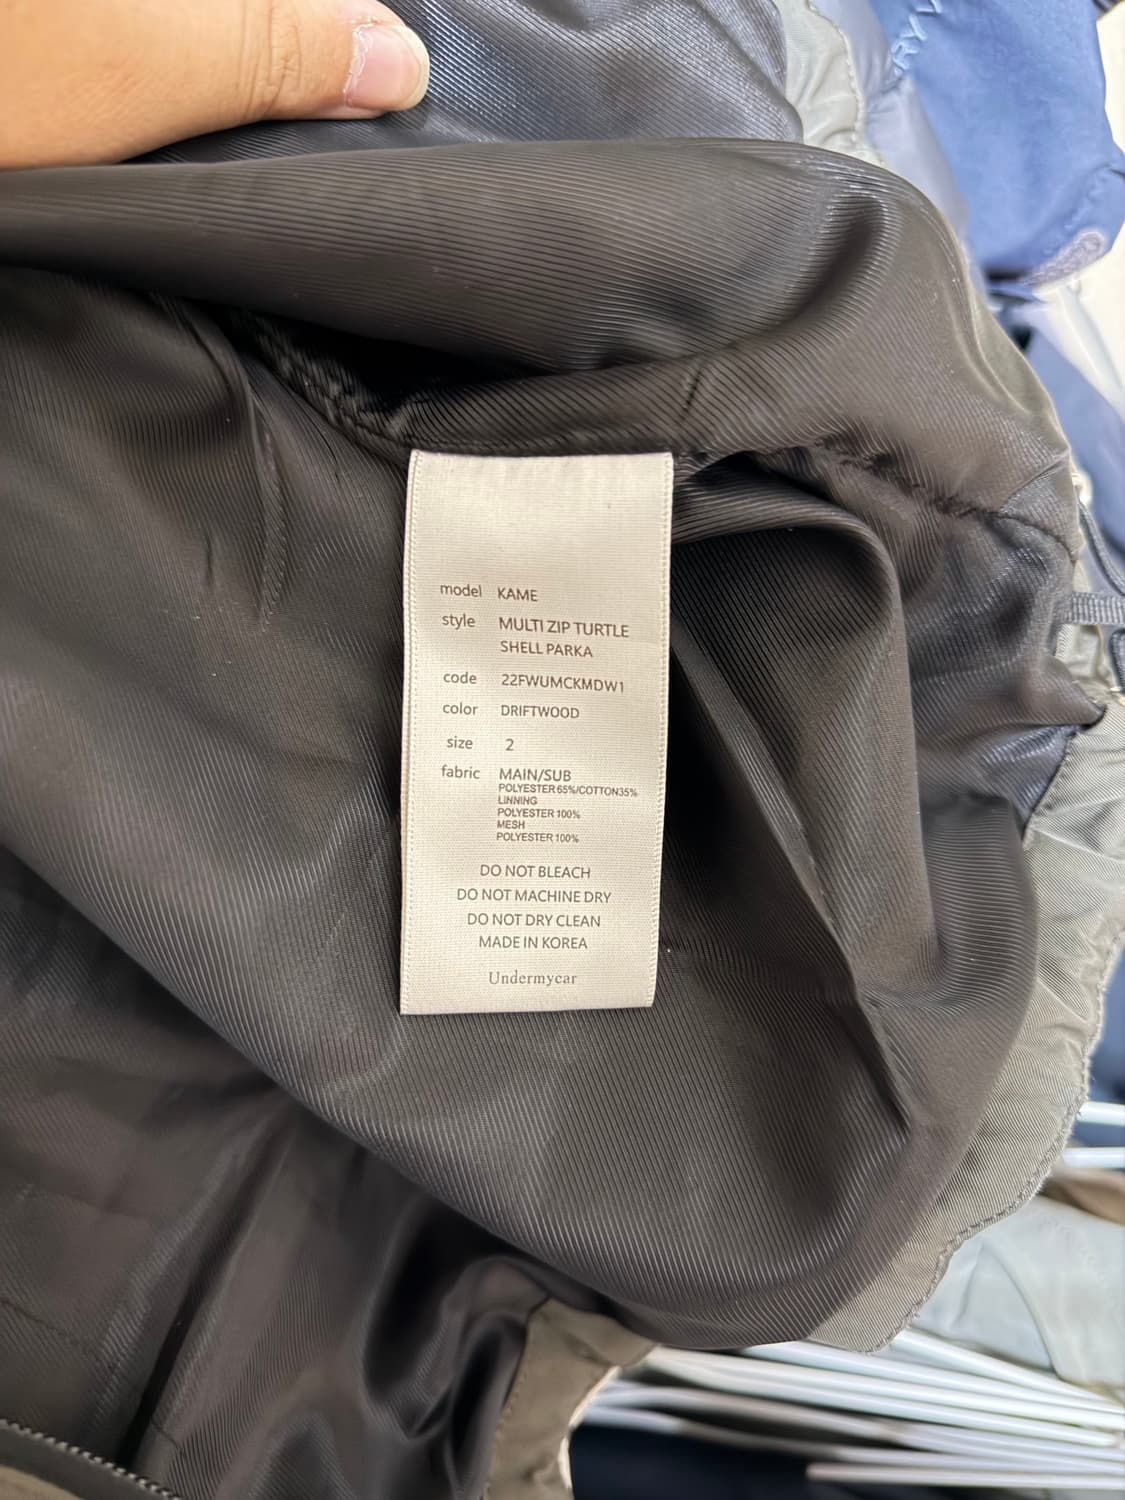 model KAME
style MULTI ZIP TURTLE
SHELL PARKA
code 22FWUMCKMDW1
color DRIFTWOOD
size 2
fabric MAIN/SUB
POLYESTER 65%/COTTON35%
LINNING
POLYESTER 100%
MESH
POLYESTER 100%
DO NOT BLEACH
DO NOT MACHINE DRY
DO NOT DRY CLEAN
MADE IN KOREA
Undermycar